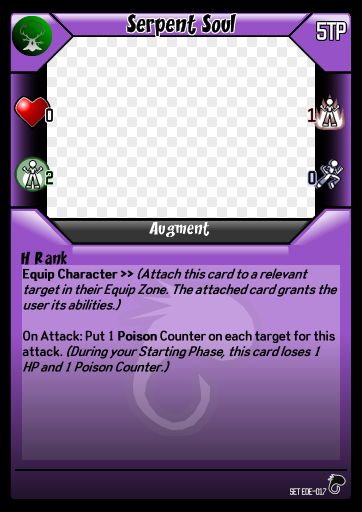 Serpent Soul
5TP
0
1
2
0
Augment
H Rank
Equip Character >> (Attach this card to a relevant
target in their Equip Zone. The attached card grants the
user its abilities.)
On Attack: Put 1 Poison Counter on each target for this
attack. (During your Starting Phase, this card loses 1
HP and 1 Poison Counter.)
SET EDE-017